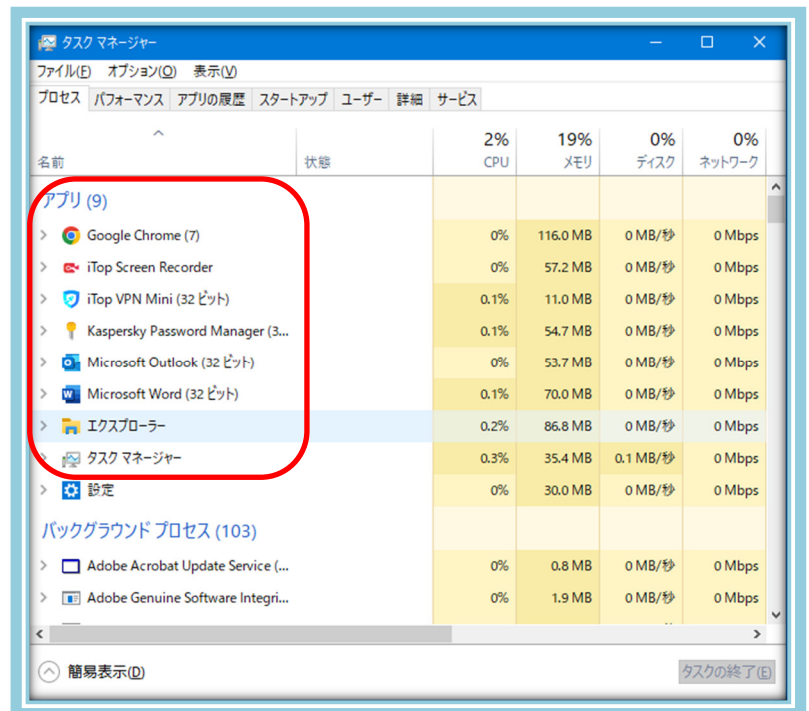 タスク マネージャー
ファイル(F) オプション(O) 表示(V)
プロセス パフォーマンス アプリの履歴 スタートアップ ユーザー 詳細 サービス
2% 19% 0% 0%
名前 状態 CPU メモリ ディスク ネットワーク
アプリ (9)
Google Chrome (7) 0% 116.0 MB 0 MB/秒 0 Mbps
iTop Screen Recorder 0% 57.2 MB 0 MB/秒 0 Mbps
iTop VPN Mini (32 ビット) 0.1% 11.0 MB 0 MB/秒 0 Mbps
Kaspersky Password Manager (3... 0.1% 54.7 MB 0 MB/秒 0 Mbps
Microsoft Outlook (32 ビット) 0% 53.7 MB 0 MB/秒 0 Mbps
Microsoft Word (32 ビット) 0.1% 70.0 MB 0 MB/秒 0 Mbps
エクスプローラー 0.2% 86.8 MB 0 MB/秒 0 Mbps
タスク マネージャー 0.3% 35.4 MB 0.1 MB/秒 0 Mbps
設定 0% 30.0 MB 0 MB/秒 0 Mbps
バックグラウンド プロセス (103)
Adobe Acrobat Update Service (... 0% 0.8 MB 0 MB/秒 0 Mbps
Adobe Genuine Software Integri... 0% 1.9 MB 0 MB/秒 0 Mbps
簡易表示(D) タスクの終了(E)